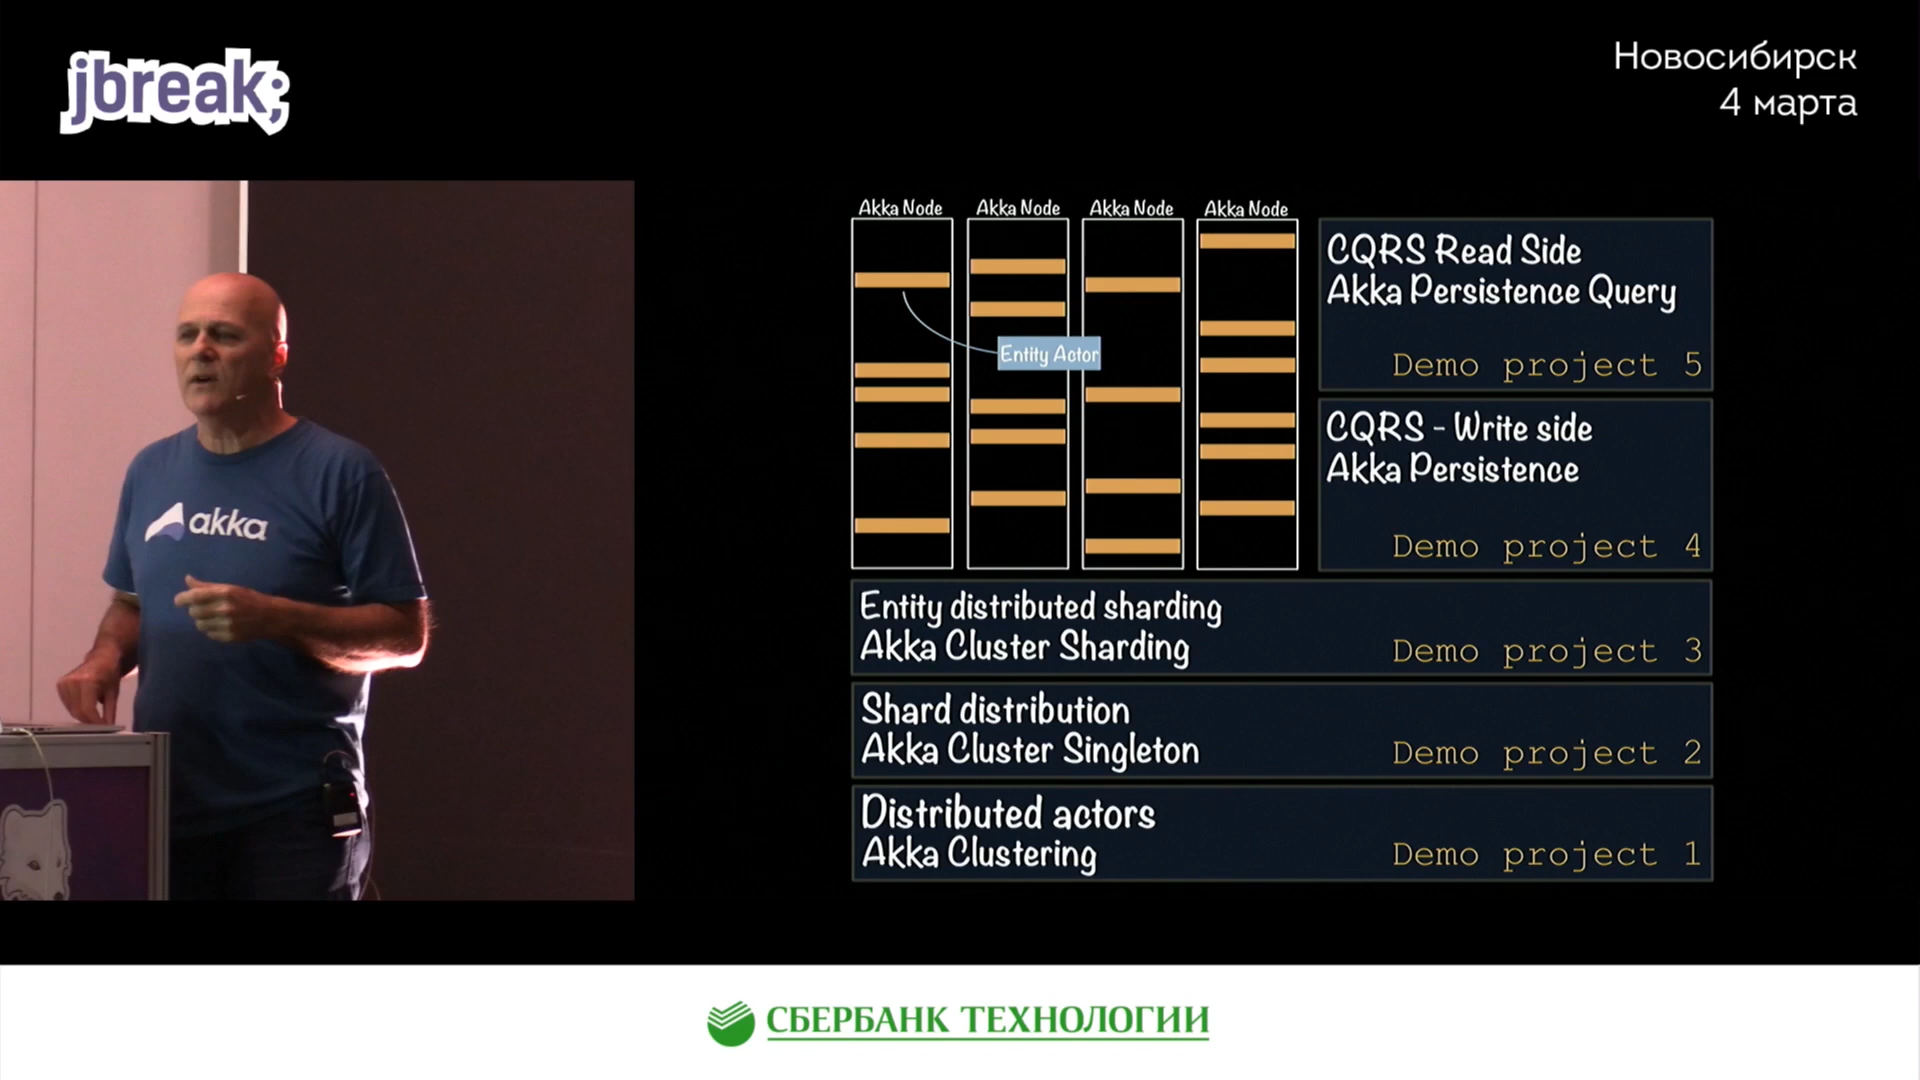 jbreak;
Новосибирск
4 марта
akka
Akka Node
Akka Node
Akka Node
Akka Node
Entity Actor
CQRS Read Side
Akka Persistence Query
Demo project 5
CQRS - Write side
Akka Persistence
Demo project 4
Entity distributed sharding
Akka Cluster Sharding
Demo project 3
Shard distribution
Akka Cluster Singleton
Demo project 2
Distributed actors
Akka Clustering
Demo project 1
СБЕРБАНК ТЕХНОЛОГИИ